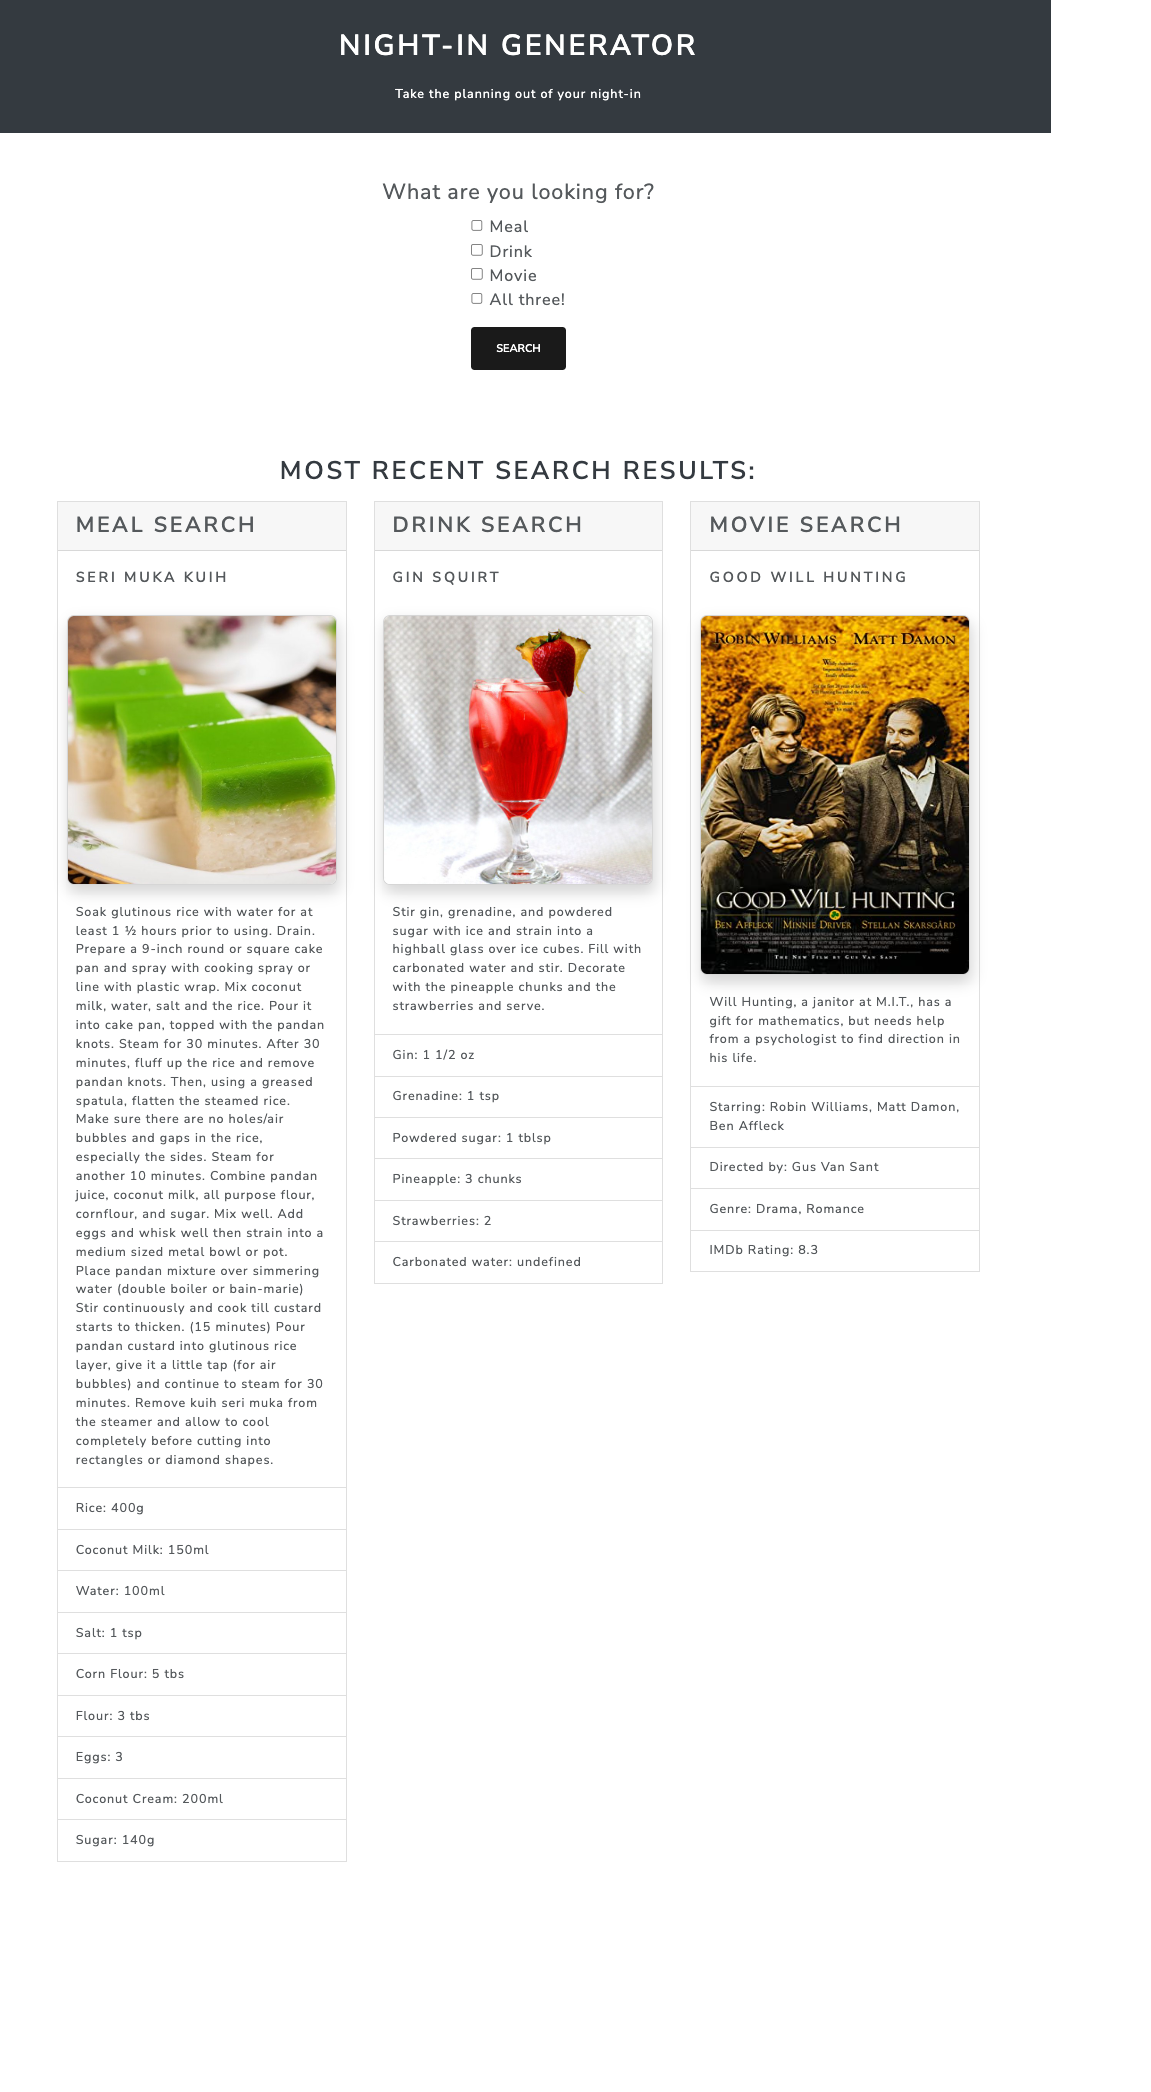 NIGHT-IN GENERATOR
Take the planning out of your night-in
What are you looking for?
Meal
Drink
Movie
All three!
SEARCH
MOST RECENT SEARCH RESULTS:
MEAL SEARCH
SERI MUKA KUIH
Soak glutinous rice with water for at
least 1 ½ hours prior to using. Drain.
Prepare a 9-inch round or square cake
pan and spray with cooking spray or
line with plastic wrap. Mix coconut
milk, water, salt and the rice. Pour it
into cake pan, topped with the pandan
knots. Steam for 30 minutes. After 30
minutes, fluff up the rice and remove
pandan knots. Then, using a greased
spatula, flatten the steamed rice.
Make sure there are no holes/air
bubbles and gaps in the rice,
especially the sides. Steam for
another 10 minutes. Combine pandan
juice, coconut milk, all purpose flour,
cornflour, and sugar. Mix well. Add
eggs and whisk well then strain into a
medium sized metal bowl or pot.
Place pandan mixture over simmering
water (double boiler or bain-marie)
Stir continuously and cook till custard
starts to thicken. (15 minutes) Pour
pandan custard into glutinous rice
layer, give it a little tap (for air
bubbles) and continue to steam for 30
minutes. Remove kuih seri muka from
the steamer and allow to cool
completely before cutting into
rectangles or diamond shapes.
Rice: 400g
Coconut Milk: 150ml
Water: 100ml
Salt: 1 tsp
Corn Flour: 5 tbs
Flour: 3 tbs
Eggs: 3
Coconut Cream: 200ml
Sugar: 140g
DRINK SEARCH
GIN SQUIRT
Stir gin, grenadine, and powdered
sugar with ice and strain into a
highball glass over ice cubes. Fill with
carbonated water and stir. Decorate
with the pineapple chunks and the
strawberries and serve.
Gin: 1 1/2 oz
Grenadine: 1 tsp
Powdered sugar: 1 tblsp
Pineapple: 3 chunks
Strawberries: 2
Carbonated water: undefined
MOVIE SEARCH
GOOD WILL HUNTING
ROBIN WILLIAMS MATT DAMON
GOOD WILL HUNTING
BEN AFFLECK MINNIE DRIVER STELLAN SKARSGÅRD
THE NEW FILM BY GUS VAN SANT
Will Hunting, a janitor at M.I.T., has a
gift for mathematics, but needs help
from a psychologist to find direction in
his life.
Starring: Robin Williams, Matt Damon,
Ben Affleck
Directed by: Gus Van Sant
Genre: Drama, Romance
IMDb Rating: 8.3